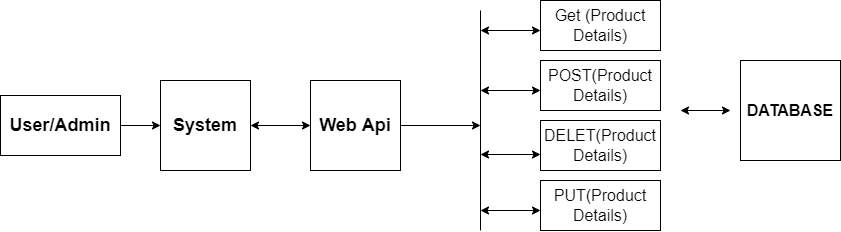 User/Admin
System
Web Api
Get (Product
Details)
POST(Product
Details)
DELET(Product
Details)
PUT(Product
Details)
DATABASE